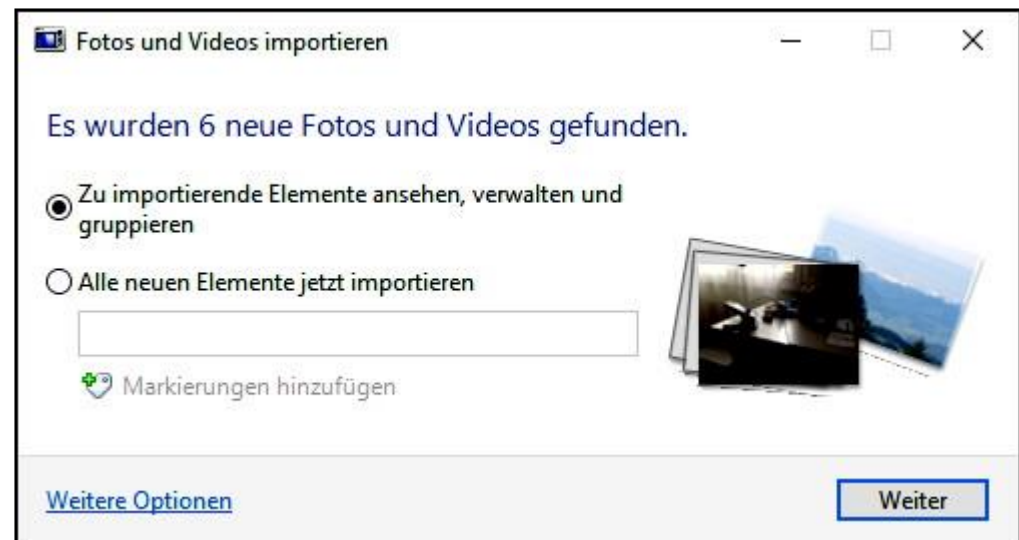 Fotos und Videos importieren
Es wurden 6 neue Fotos und Videos gefunden.
Zu importierende Elemente ansehen, verwalten und
gruppieren
Alle neuen Elemente jetzt importieren
Markierungen hinzufügen
Weitere Optionen
Weiter